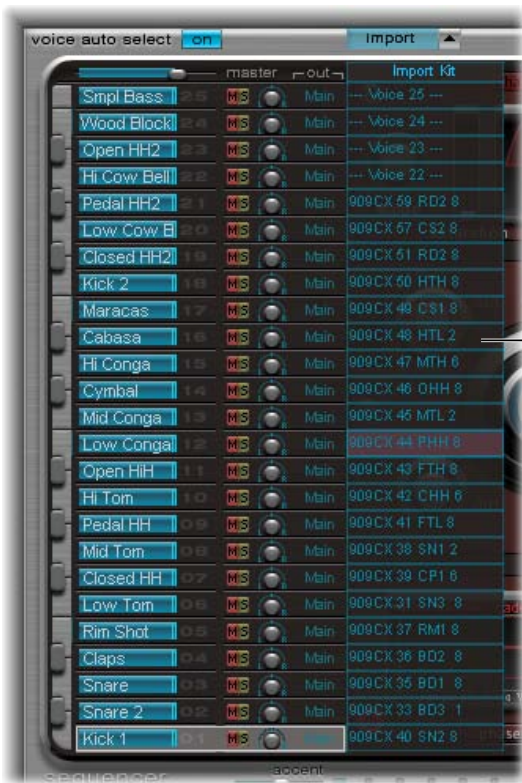 voice auto select on Import
master out Import Kit
Smpl Bass 25 M S Main --- Voice 25 ---
Wood Block 24 M S Main --- Voice 24 ---
Open HH2 23 M S Main --- Voice 23 ---
Hi Cow Bell 22 M S Main --- Voice 22 ---
Pedal HH2 21 M S Main 909CX 59 RD2 8
Low Cow B 20 M S Main 909CX 57 CS2 8
Closed HH2 19 M S Main 909CX 51 RD2 8
Kick 2 18 M S Main 909CX 50 HTH 8
Maracas 17 M S Main 909CX 49 CS1 8
Cabasa 16 M S Main 909CX 48 HTL 2
Hi Conga 15 M S Main 909CX 47 MTH 6
Cymbal 14 M S Main 909CX 46 OHH 8
Mid Conga 13 M S Main 909CX 45 MTL 2
Low Conga 12 M S Main 909CX 44 PHH 8
Open HiH 11 M S Main 909CX 43 FTH 8
Hi Tom 10 M S Main 909CX 42 CHH 6
Pedal HH 09 M S Main 909CX 41 FTL 8
Mid Tom 08 M S Main 909CX 38 SN1 2
Closed HH 07 M S Main 909CX 39 CP1 6
Low Tom 06 M S Main 909CX 31 SN3 8
Rim Shot 05 M S Main 909CX 37 RM1 8
Claps 04 M S Main 909CX 36 BD2 8
Snare 03 M S Main 909CX 35 BD1 8
Snare 2 02 M S Main 909CX 33 BD3 1
Kick 1 01 M S 909CX 40 SN2 8
sequencer accent